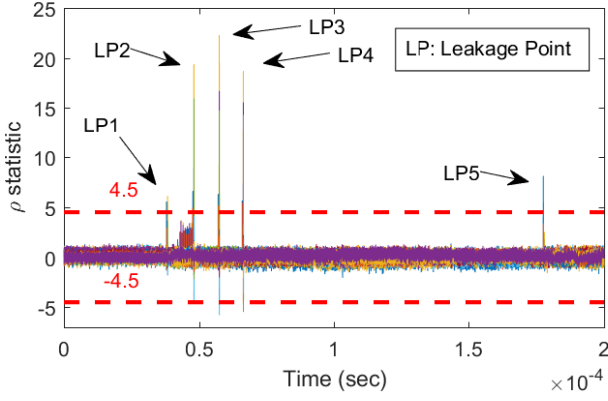 25
20
15
10
5
0
-5
ρ statistic
LP1
LP2
LP3
LP4
LP5
LP: Leakage Point
4.5
-4.5
0
0.5
1
1.5
2
Time (sec)
×10⁻⁴